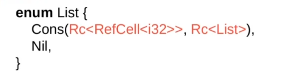 enum List {
Cons(Rc<RefCell<i32>>, Rc<List>),
Nil,
}